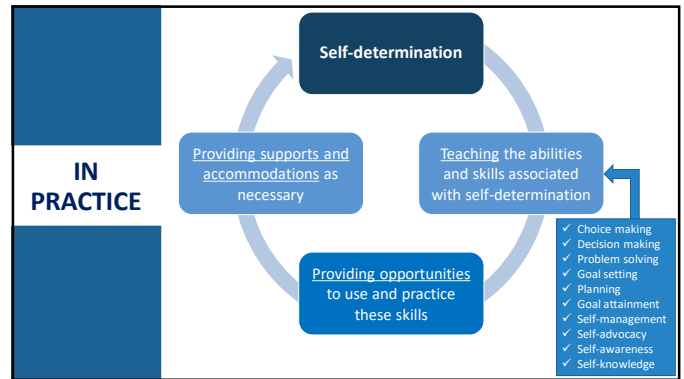 IN
PRACTICE
Self-determination
Teaching the abilities
and skills associated
with self-determination
✓ Choice making
✓ Decision making
✓ Problem solving
✓ Goal setting
✓ Planning
✓ Goal attainment
✓ Self-management
✓ Self-advocacy
✓ Self-awareness
✓ Self-knowledge
Providing opportunities
to use and practice
these skills
Providing supports and
accommodations as
necessary